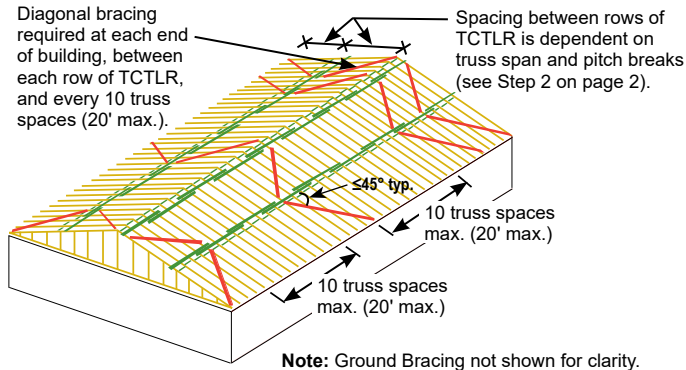 Diagonal bracing
required at each end
of building, between
each row of TCTLR,
and every 10 truss
spaces (20' max.).
Spacing between rows of
TCTLR is dependent on
truss span and pitch breaks
(see Step 2 on page 2).
≤45° typ.
10 truss spaces
max. (20' max.)
10 truss spaces
max. (20' max.)
Note: Ground Bracing not shown for clarity.